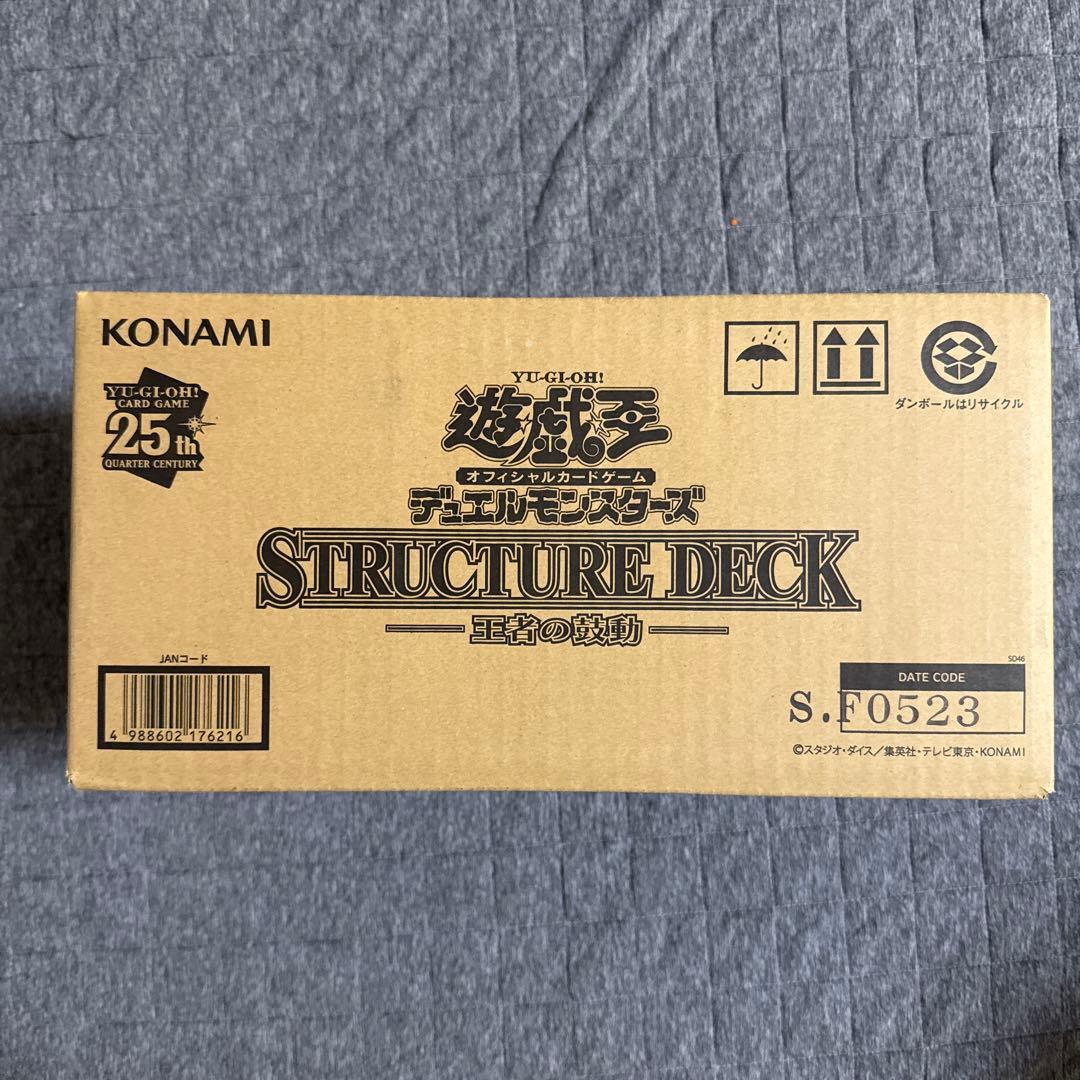 KONAMI
YU-GI-OH!
CARD GAME
25th
QUARTER CENTURY
ダンボールはリサイクル
YU-GI-OH!
遊戯王
オフィシャルカードゲーム
デュエルモンスターズ
STRUCTURE DECK
王者の鼓動
JANコード
4 988602 176216
SD46
DATE CODE
S.F0523
©スタジオ・ダイス/集英社・テレビ東京・KONAMI